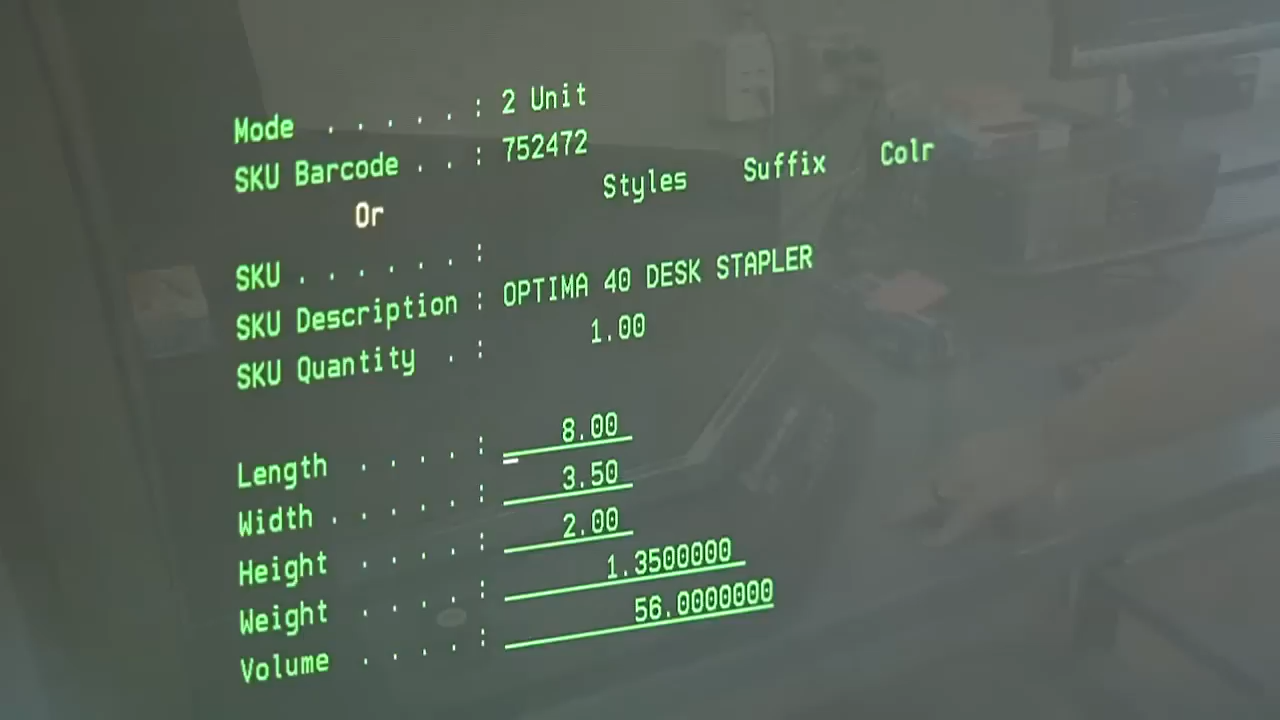 Mode . . . . . : 2 Unit
SKU Barcode . . : 752472
Or Styles Suffix Colr
SKU . . . . . . :
SKU Description : OPTIMA 40 DESK STAPLER
SKU Quantity . : 1.00
Length . . . . : 8.00
Width . . . . . : 3.50
Height . . . . : 2.00
Weight . . . . : 1.3500000
Volume . . . . : 56.0000000